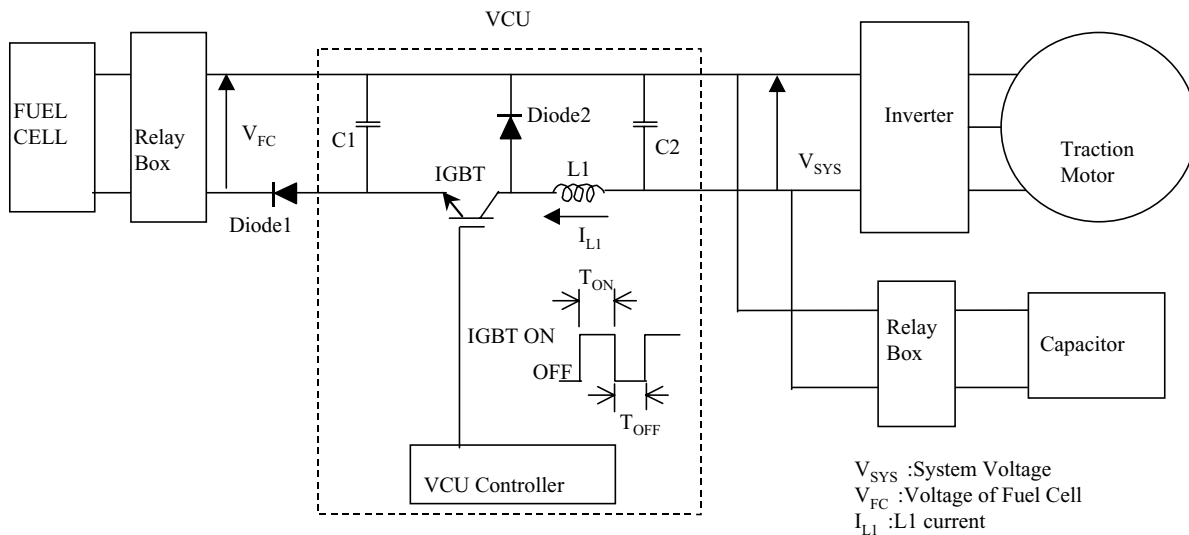 VCU
FUEL
CELL
Relay
Box
V_FC
Diode1
C1
IGBT
Diode2
L1
I_L1
C2
V_SYS
Inverter
Traction
Motor
T_ON
IGBT ON
OFF
T_OFF
VCU Controller
Relay
Box
Capacitor
V_SYS :System Voltage
V_FC :Voltage of Fuel Cell
I_L1 :L1 current